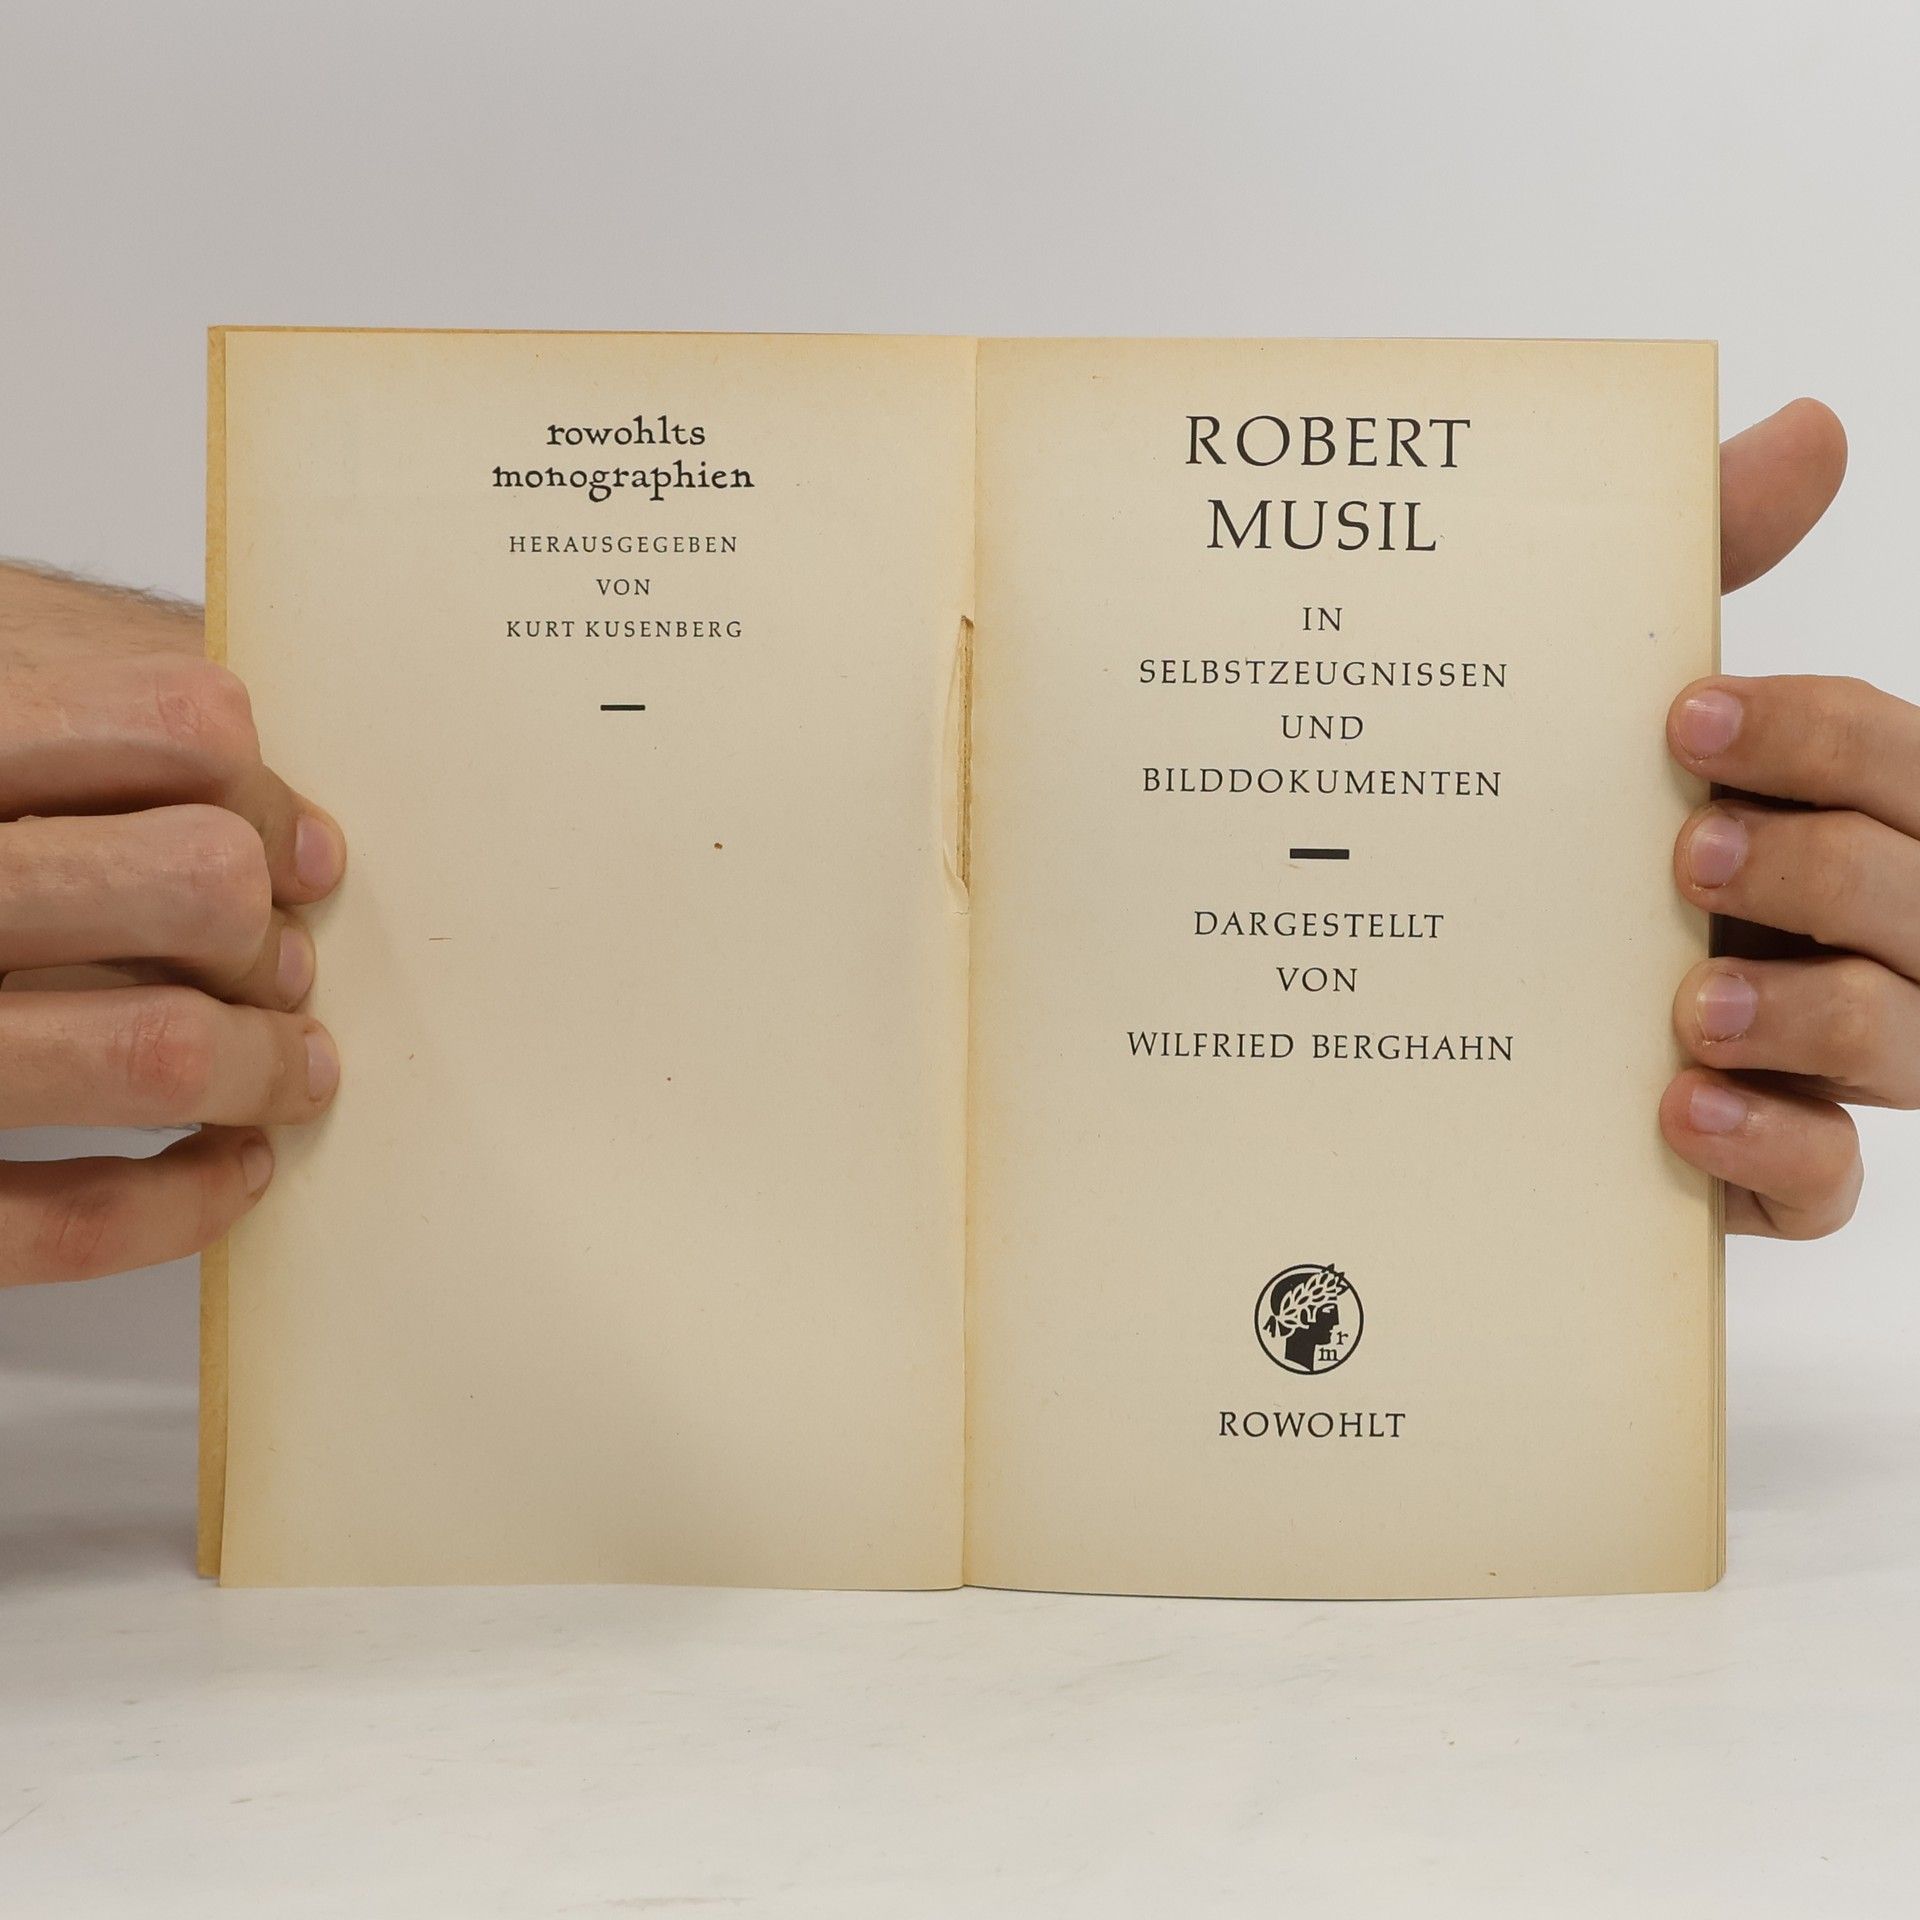 rowohlts
monographien
HERAUSGEGEBEN
VON
KURT KUSENBERG
ROBERT
MUSIL
IN
SELBSTZEUGNISSEN
UND
BILDDOKUMENTEN
DARGESTELLT
VON
WILFRIED BERGHAHN
r
m
ROWOHLT